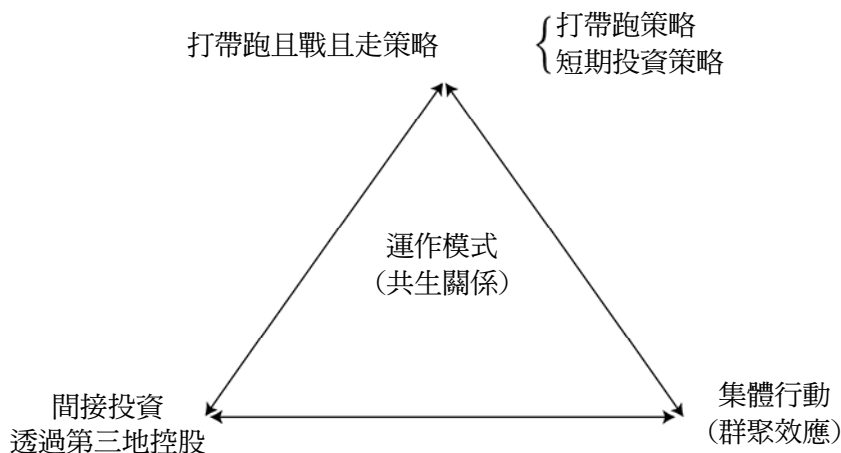 打帶跑且戰且走策略
打帶跑策略
短期投資策略
運作模式
(共生關係)
間接投資
透過第三地控股
集體行動
(群聚效應)